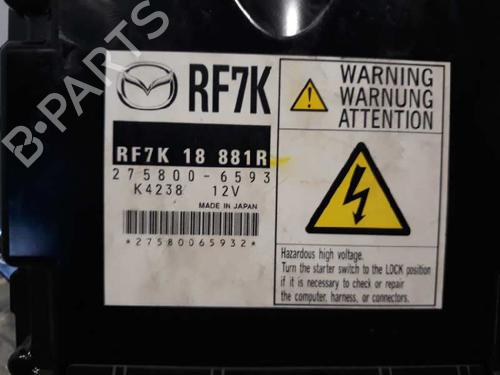 B-PARTS
RF7K
RF7K 18 881R
275800-6593
K4238 12V
MADE IN JAPAN
*27580065932*
WARNING
WARNUNG
ATTENTION
Hazardous high voltage.
Turn the starter switch to the LOCK position
if it is necessary to check or repair
the computer, harness, or connectors.